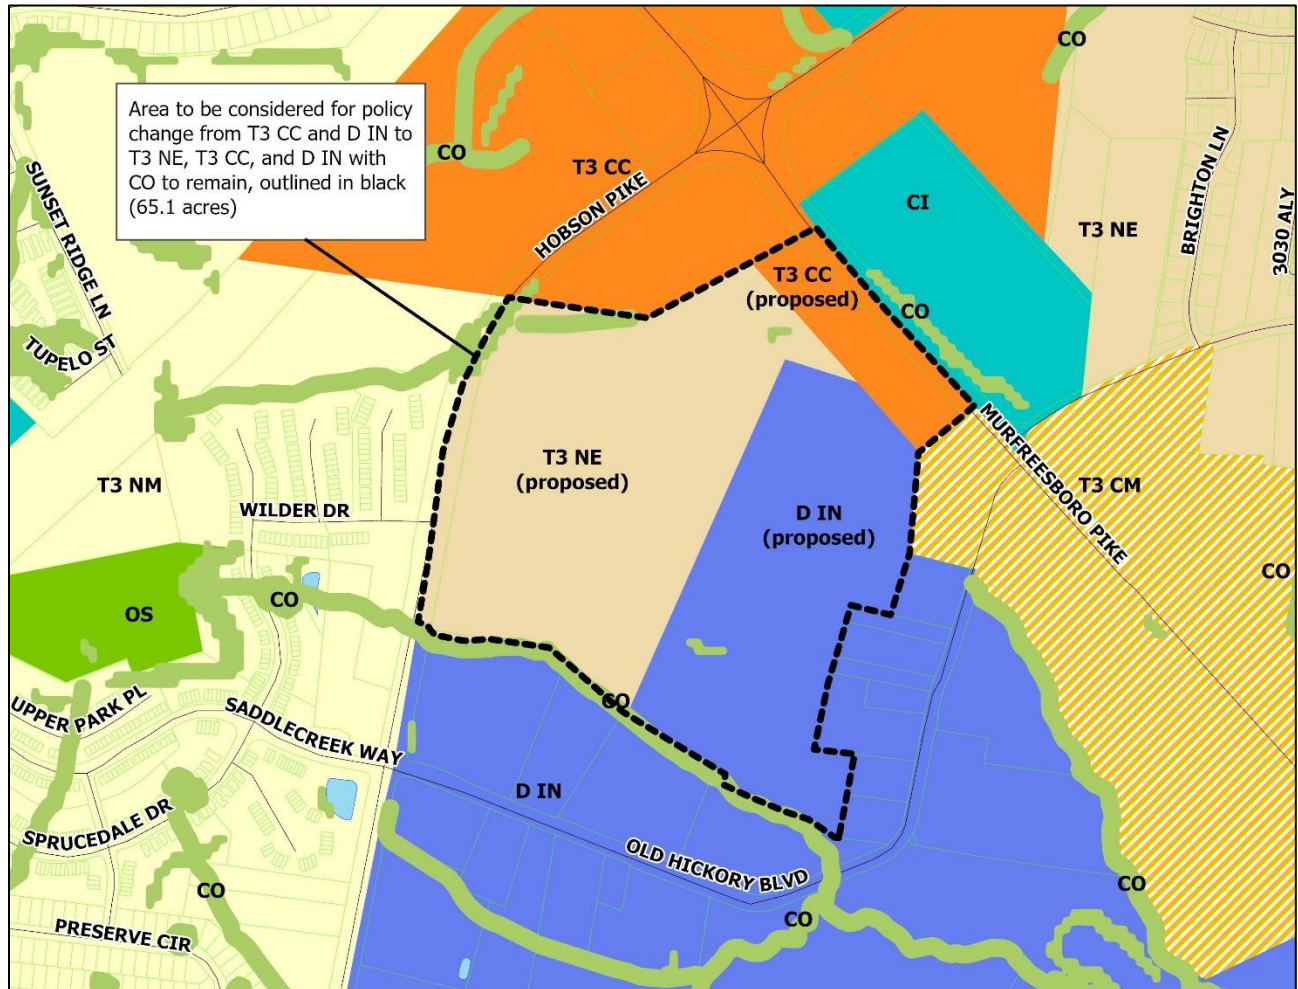 CO
Area to be considered for policy
change from T3 CC and D IN to
T3 NE, T3 CC, and D IN with
CO to remain, outlined in black
(65.1 acres)
CO
T3 CC
HOBSON PIKE
CI
T3 NE
BRIGHTON LN
3030 ALY
SUNSET RIDGE LN
TUPELO ST
T3 CC
(proposed)
CO
MURFREESBORO PIKE
T3 NM
WILDER DR
T3 NE
(proposed)
D IN
(proposed)
T3 CM
CO
OS
CO
UPPER PARK PL
SADDLECREEK WAY
CO
D IN
SPRUCEDALE DR
OLD HICKORY BLVD
CO
CO
CO
PRESERVE CIR